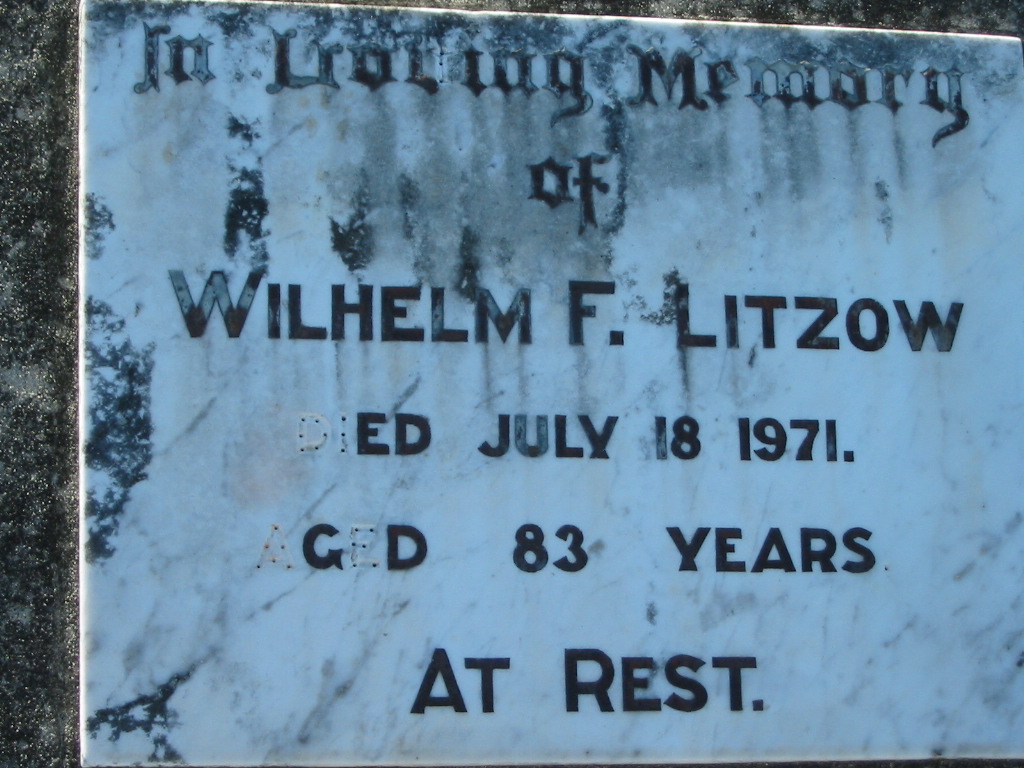 In Loving Memory
of
WILHELM F. LITZOW
DIED JULY 18 1971.
AGED 83 YEARS.
AT REST.